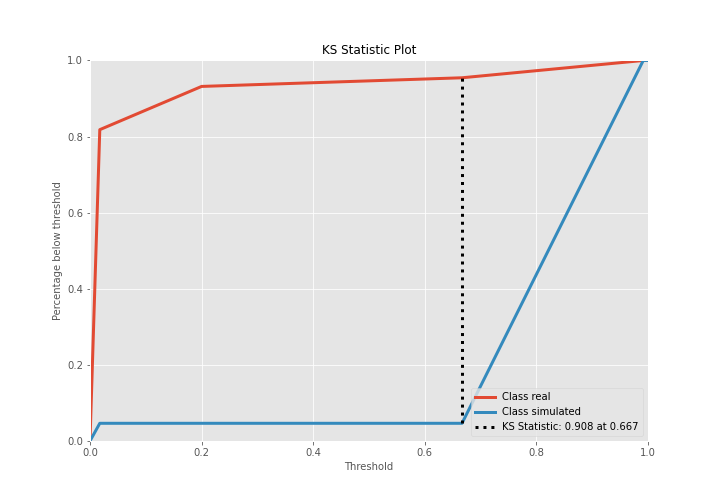 KS Statistic Plot
1.0
0.8
0.6
0.4
0.2
0.0
Percentage below threshold
0.0 0.2 0.4 0.6 0.8 1.0
Threshold
Class real
Class simulated
KS Statistic: 0.908 at 0.667